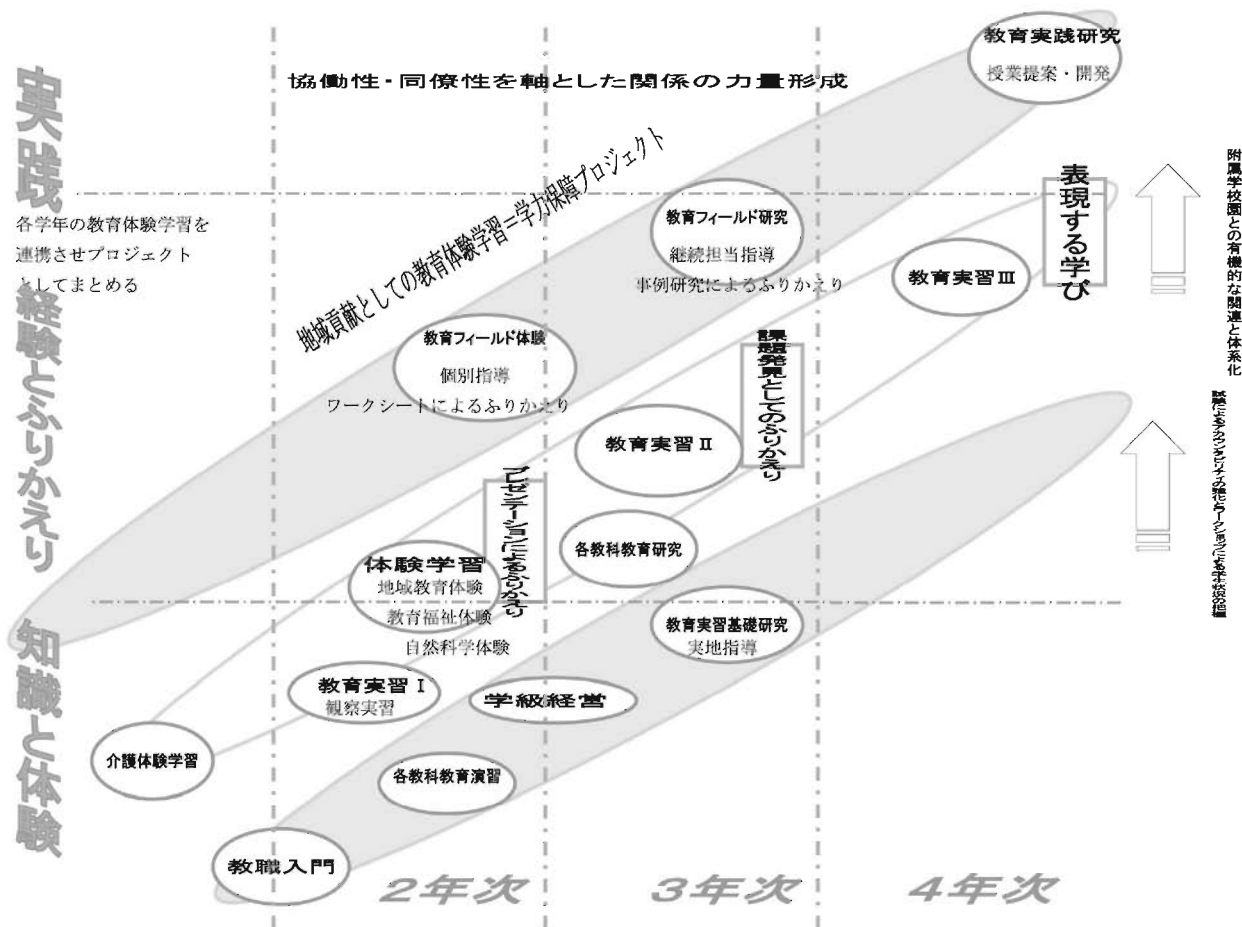 実践
経験とふりかえり
知識と体験
協働性・同僚性を軸とした関係の力量形成
各学年の教育体験学習を
連携させプロジェクト
としてまとめる
地域貢献としての教育体験学習＝学力保障プロジェクト
教育実践研究
授業提案・開発
教育フィールド研究
継続担当指導
事例研究によるふりかえり
教育フィールド体験
個別指導
ワークシートによるふりかえり
教育実習Ⅲ
表現する学び
課題発見としてのふりかえり
教育実習Ⅱ
プレゼンテーションによるふりかえり
各教科教育研究
体験学習
地域教育体験
教育福祉体験
自然科学体験
教育実習基礎研究
実地指導
教育実習Ⅰ
観察実習
学級経営
介護体験学習
各教科教育演習
教職入門
2年次
3年次
4年次
附属学校園との有機的な関連と体系化